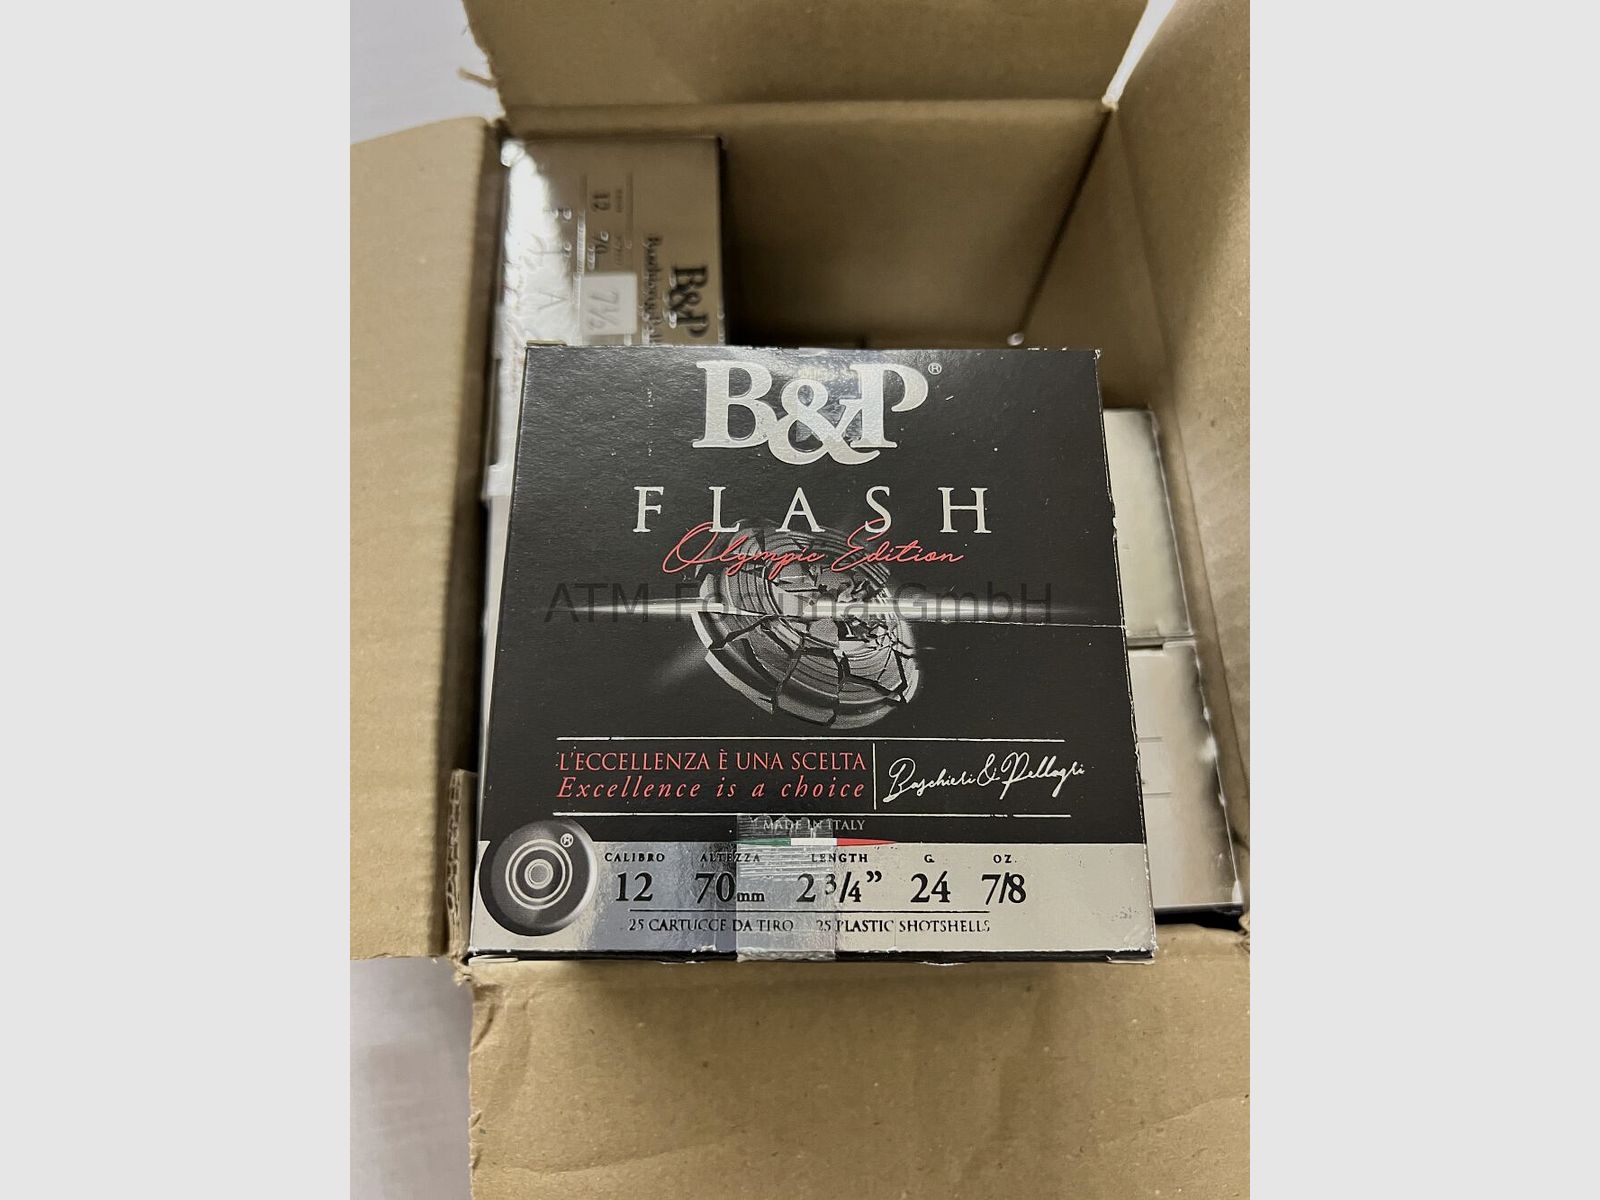 12
7½
B&P
B&P®
FLASH
Olympic Edition
ATM Fortuna GmbH
L'ECCELLENZA È UNA SCELTA
Excellence is a choice
Baschieri & Pellagri
MADE IN ITALY
®
CALIBRO ALTEZZA LENGTH G. OZ.
12 70mm 2 3/4” 24 7/8
25 CARTUCCE DA TIRO 25 PLASTIC SHOTSHELLS